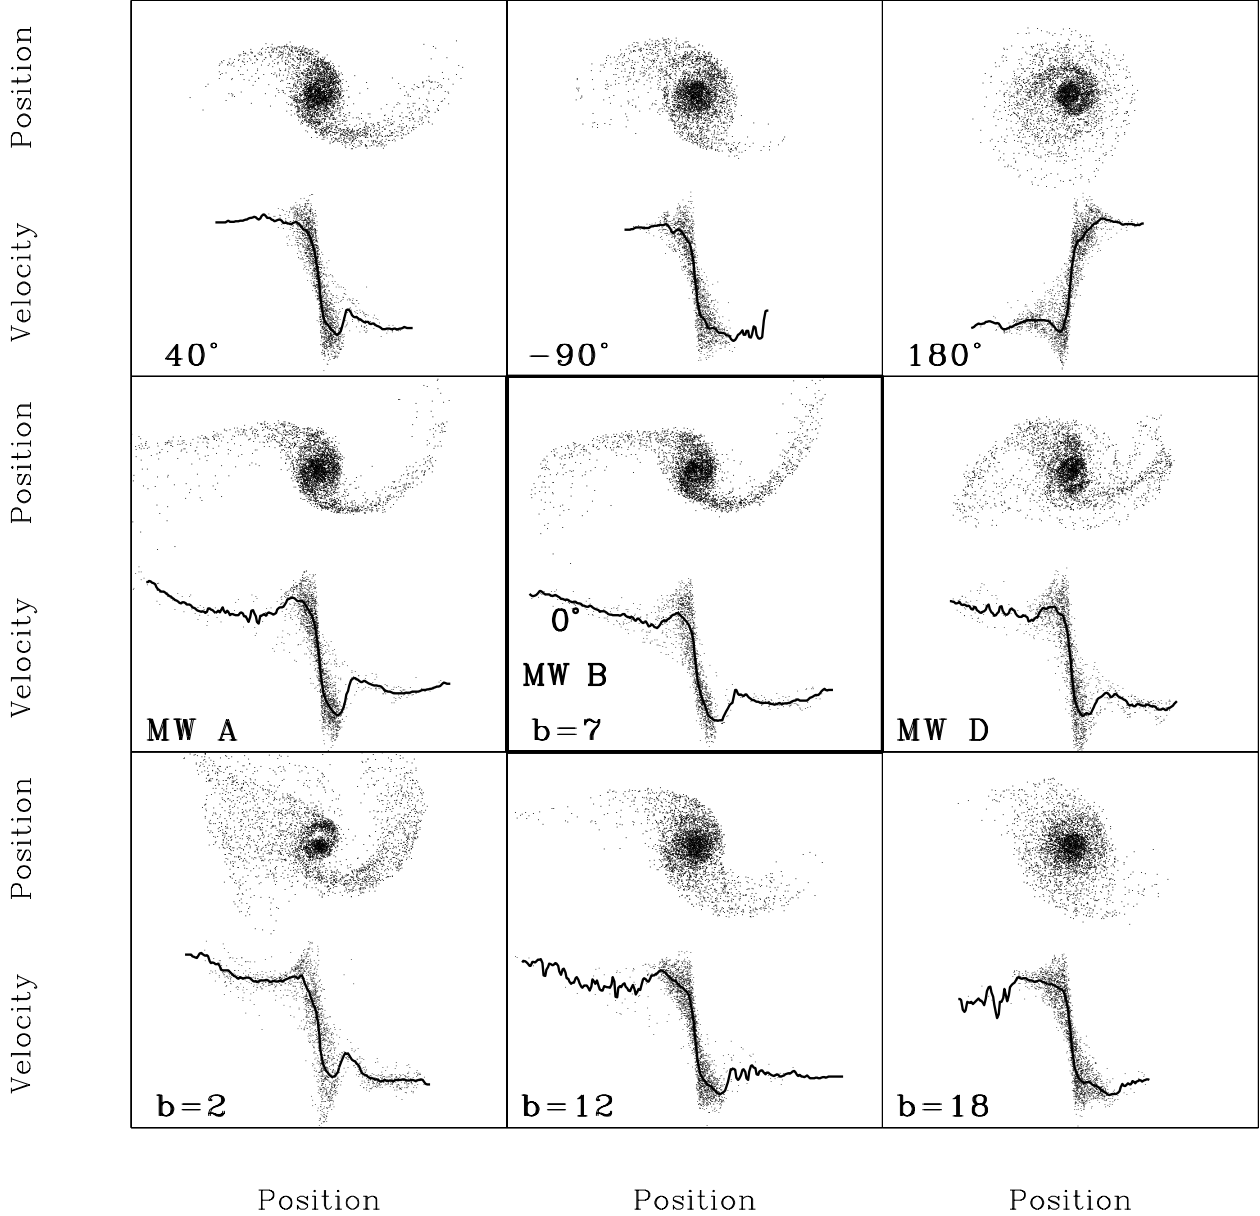 Position
Velocity
40°
−90°
180°
Position
Velocity
MW A
0°
MW B
b=7
MW D
Position
Velocity
b=2
b=12
b=18
Position
Position
Position